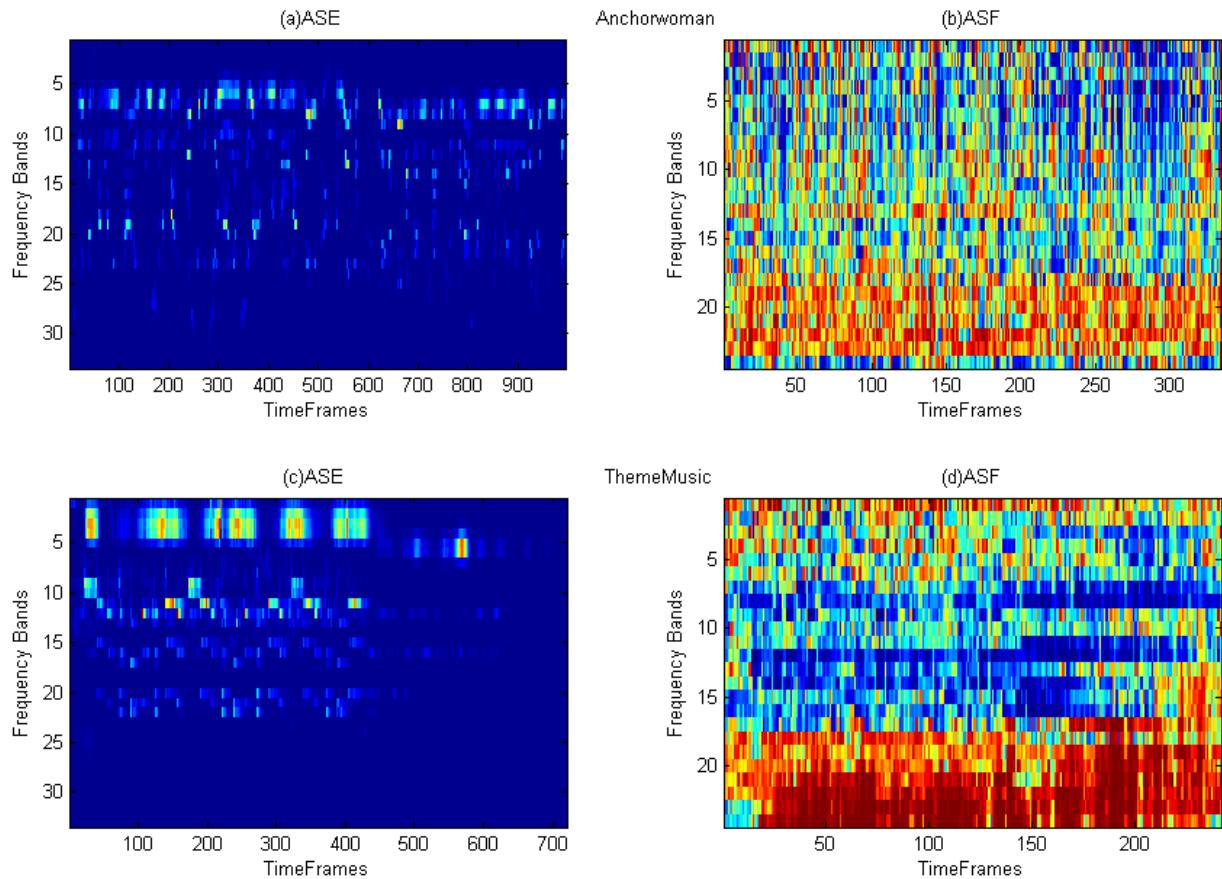 (a)ASE Anchorwoman (b)ASF
Frequency Bands
5
10
15
20
25
30
100 200 300 400 500 600 700 800 900
TimeFrames
Frequency Bands
5
10
15
20
50 100 150 200 250 300
TimeFrames
(c)ASE ThemeMusic (d)ASF
Frequency Bands
5
10
15
20
25
30
100 200 300 400 500 600 700
TimeFrames
Frequency Bands
5
10
15
20
50 100 150 200
TimeFrames